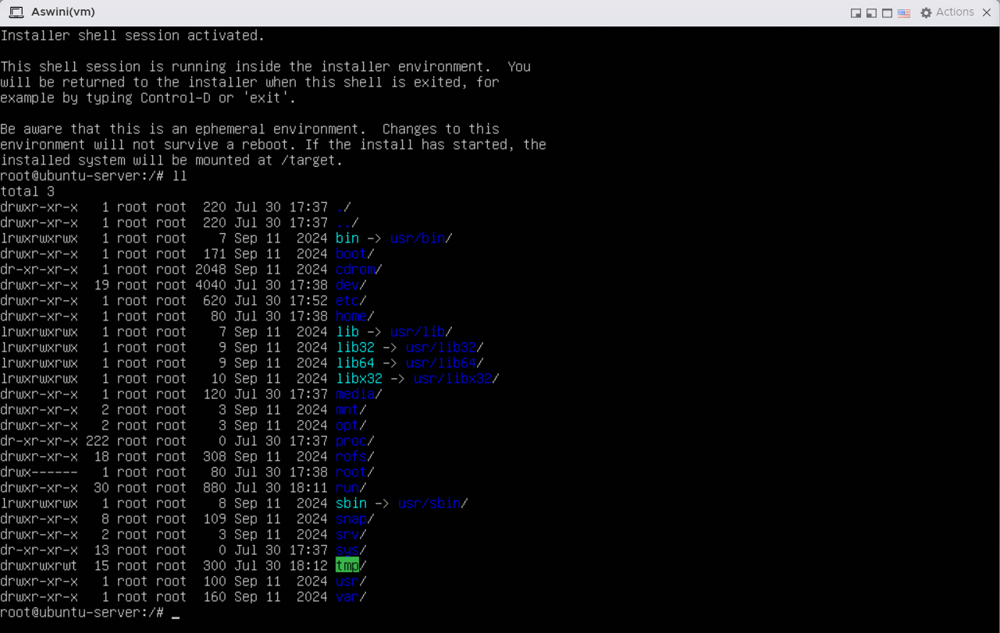 Aswini(vm)
Actions
Installer shell session activated.
This shell session is running inside the installer environment.  You
will be returned to the installer when this shell is exited, for
example by typing Control-D or 'exit'.
Be aware that this is an ephemeral environment.  Changes to this
environment will not survive a reboot. If the install has started, the
installed system will be mounted at /target.
root@ubuntu-server:/# ll
total 3
drwxr-xr-x   1 root root  220 Jul 30 17:37 ./
drwxr-xr-x   1 root root  220 Jul 30 17:37 ../
lrwxrwxrwx   1 root root    7 Sep 11  2024 bin -> usr/bin/
drwxr-xr-x   1 root root  171 Sep 11  2024 boot/
dr-xr-xr-x   1 root root 2048 Sep 11  2024 cdrom/
drwxr-xr-x  19 root root 4040 Jul 30 17:38 dev/
drwxr-xr-x   1 root root  620 Jul 30 17:52 etc/
drwxr-xr-x   1 root root   80 Jul 30 17:38 home/
lrwxrwxrwx   1 root root    7 Sep 11  2024 lib -> usr/lib/
lrwxrwxrwx   1 root root    9 Sep 11  2024 lib32 -> usr/lib32/
lrwxrwxrwx   1 root root    9 Sep 11  2024 lib64 -> usr/lib64/
lrwxrwxrwx   1 root root   10 Sep 11  2024 libx32 -> usr/libx32/
drwxr-xr-x   1 root root  120 Jul 30 17:37 media/
drwxr-xr-x   2 root root    3 Sep 11  2024 mnt/
drwxr-xr-x   2 root root    3 Sep 11  2024 opt/
dr-xr-xr-x 222 root root    0 Jul 30 17:37 proc/
drwxr-xr-x  18 root root  308 Sep 11  2024 rofs/
drwx------   1 root root   80 Jul 30 17:38 root/
drwxr-xr-x  30 root root  880 Jul 30 18:11 run/
lrwxrwxrwx   1 root root    8 Sep 11  2024 sbin -> usr/sbin/
drwxr-xr-x   8 root root  109 Sep 11  2024 snap/
drwxr-xr-x   2 root root    3 Sep 11  2024 srv/
dr-xr-xr-x  13 root root    0 Jul 30 17:37 sys/
drwxrwxrwt  15 root root  300 Jul 30 18:12 tmp/
drwxr-xr-x   1 root root  100 Sep 11  2024 usr/
drwxr-xr-x   1 root root  160 Sep 11  2024 var/
root@ubuntu-server:/# _